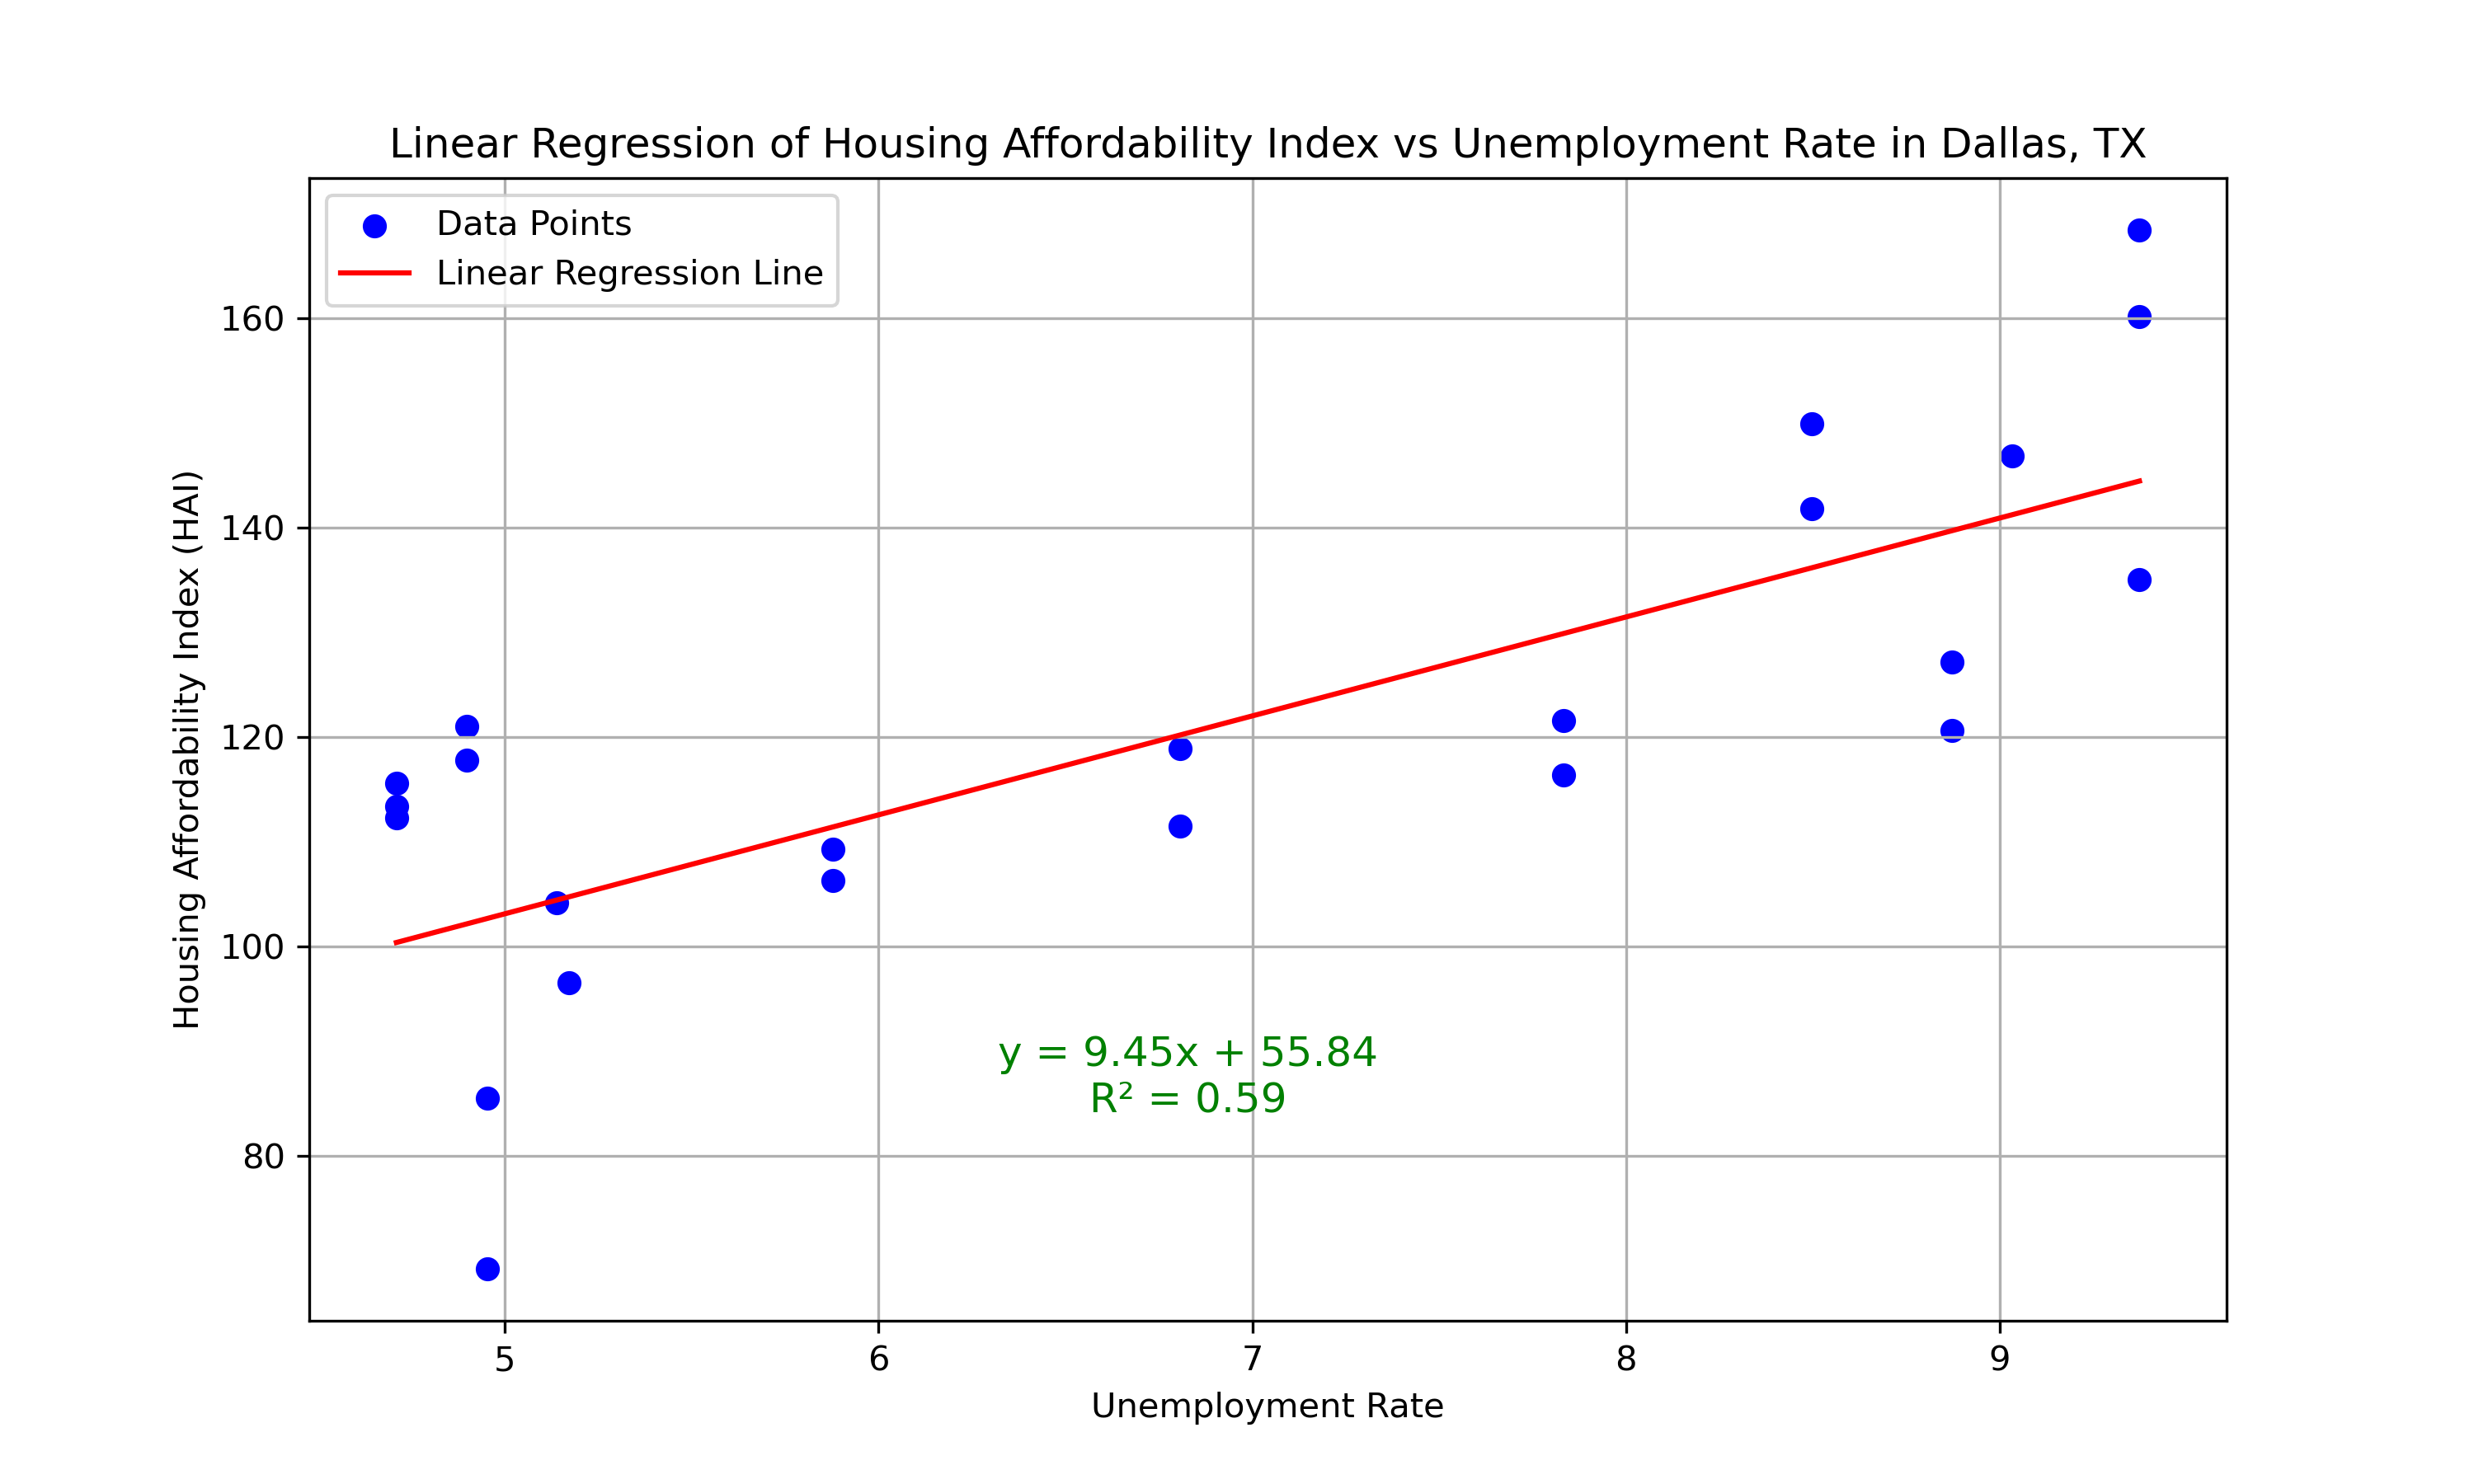 Linear Regression of Housing Affordability Index vs Unemployment Rate in Dallas, TX
Data Points
Linear Regression Line
Housing Affordability Index (HAI)
160
140
120
100
80
y = 9.45x + 55.84
R² = 0.59
5 6 7 8 9
Unemployment Rate